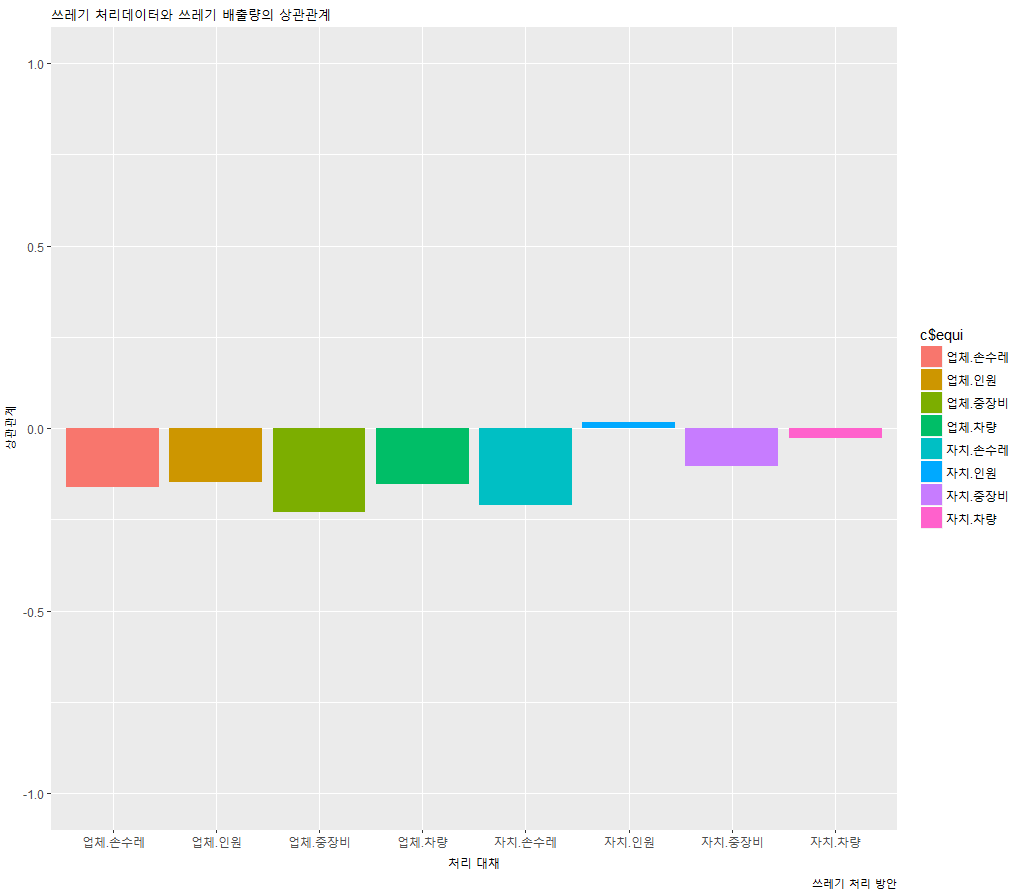 쓰레기 처리데이터와 쓰레기 배출량의 상관관계
1.0
0.5
0.0
-0.5
-1.0
상관관계
업체.손수레 업체.인원 업체.중장비 업체.차량 자치.손수레 자치.인원 자치.중장비 자치.차량
처리 대채
쓰레기 처리 방안
c$equi
업체.손수레
업체.인원
업체.중장비
업체.차량
자치.손수레
자치.인원
자치.중장비
자치.차량